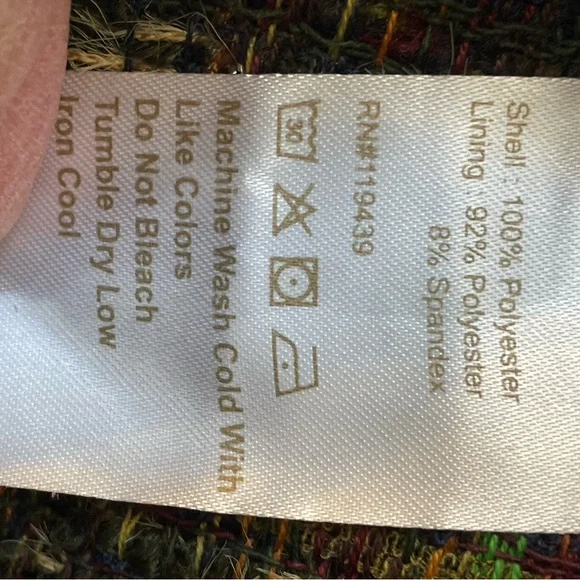 Shell : 100% Polyester
Lining 92% Polyester
8% Spandex
RN#119439
30
Machine Wash Cold With
Like Colors
Do Not Bleach
Tumble Dry Low
Iron Cool